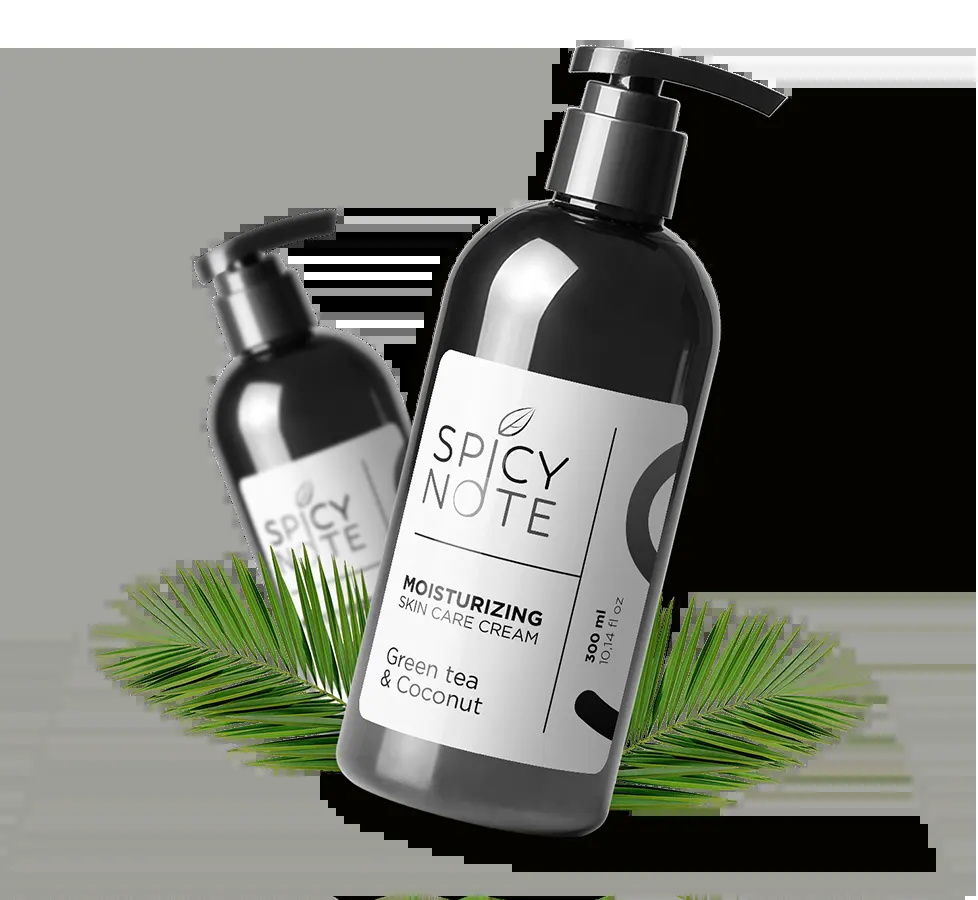 SPICY
NOTE
MOISTURIZING
SKIN CARE CREAM
Green tea
& Coconut
300 ml
10.14 fl oz
SPICY
NOTE